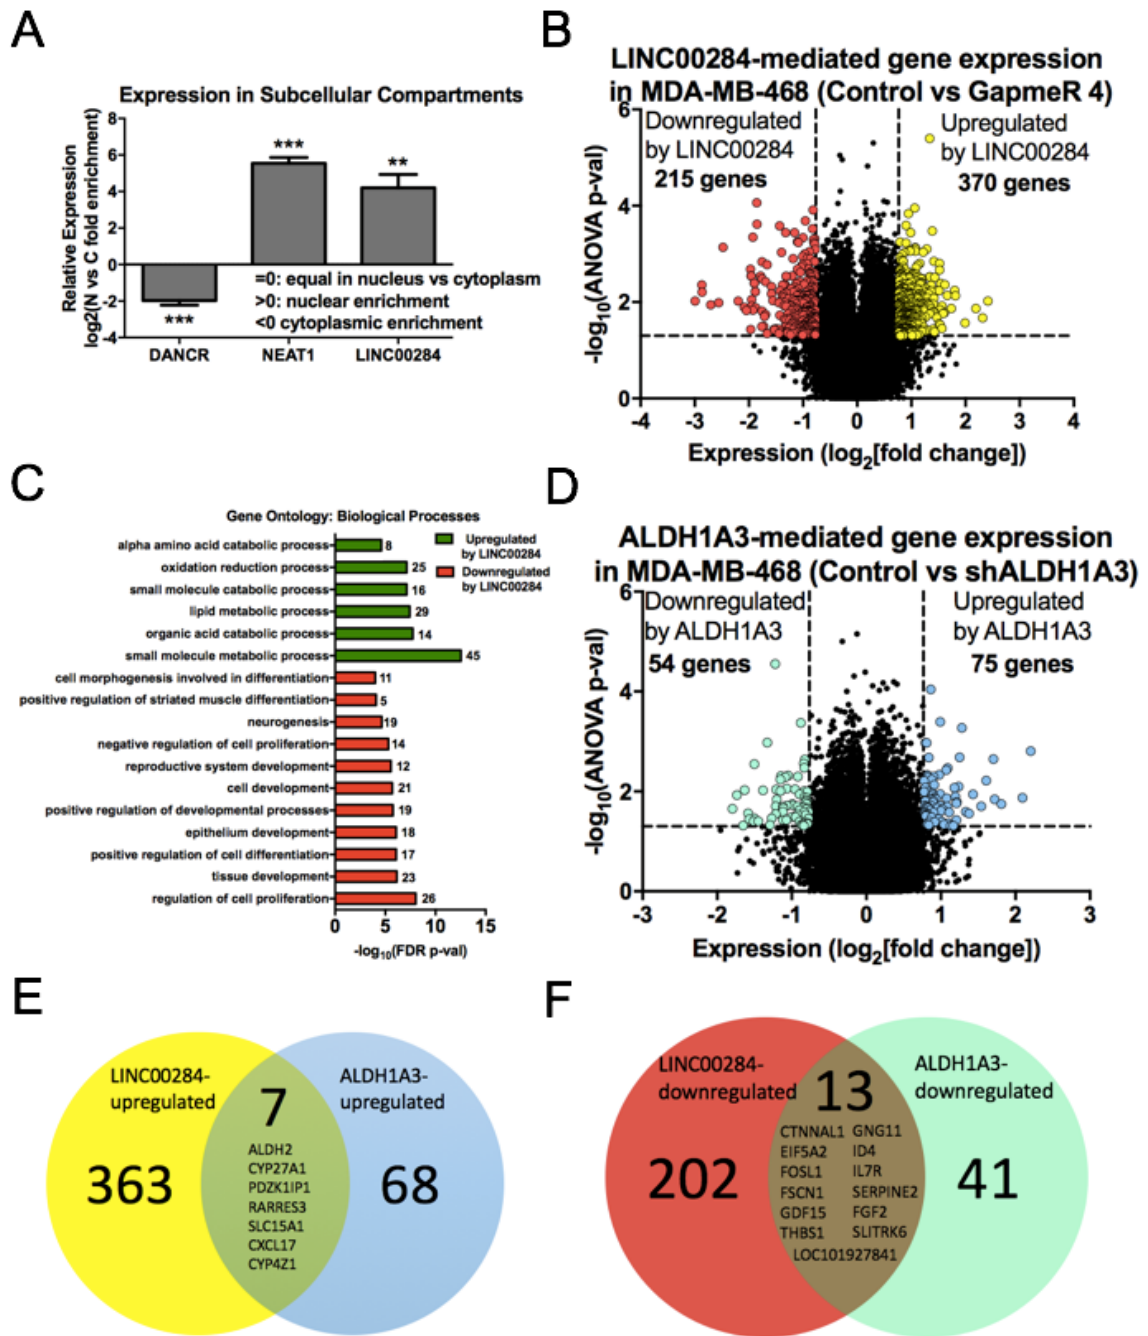 A
Expression in Subcellular Compartments
Relative Expression
log2(N vs C fold enrichment)
8
6
4
2
0
-2
-4
***
***
**
=0: equal in nucleus vs cytoplasm
>0: nuclear enrichment
<0 cytoplasmic enrichment
DANCR
NEAT1
LINC00284
B
LINC00284-mediated gene expression
in MDA-MB-468 (Control vs GapmeR 4)
Downregulated
by LINC00284
215 genes
Upregulated
by LINC00284
370 genes
-log10(ANOVA p-val)
6
4
2
0
-4 -3 -2 -1 0 1 2 3 4
Expression (log2[fold change])
C
Gene Ontology: Biological Processes
Upregulated
by LINC00284
Downregulated
by LINC00284
alpha amino acid catabolic process 8
oxidation reduction process 25
small molecule catabolic process 16
lipid metabolic process 29
organic acid catabolic process 14
small molecule metabolic process 45
cell morphogenesis involved in differentiation 11
positive regulation of striated muscle differentiation 5
neurogenesis 19
negative regulation of cell proliferation 14
reproductive system development 12
cell development 21
positive regulation of developmental processes 19
epithelium development 18
positive regulation of cell differentiation 17
tissue development 23
regulation of cell proliferation 26
0 5 10 15
-log10(FDR p-val)
D
ALDH1A3-mediated gene expression
in MDA-MB-468 (Control vs shALDH1A3)
Downregulated
by ALDH1A3
54 genes
Upregulated
by ALDH1A3
75 genes
-log10(ANOVA p-val)
6
4
2
0
-3 -2 -1 0 1 2 3
Expression (log2[fold change])
E
LINC00284-
upregulated
363
7
ALDH2
CYP27A1
PDZK1IP1
RARRES3
SLC15A1
CXCL17
CYP4Z1
ALDH1A3-
upregulated
68
F
LINC00284-
downregulated
202
13
CTNNAL1 GNG11
EIF5A2 ID4
FOSL1 IL7R
FSCN1 SERPINE2
GDF15 FGF2
THBS1 SLITRK6
LOC101927841
ALDH1A3-
downregulated
41